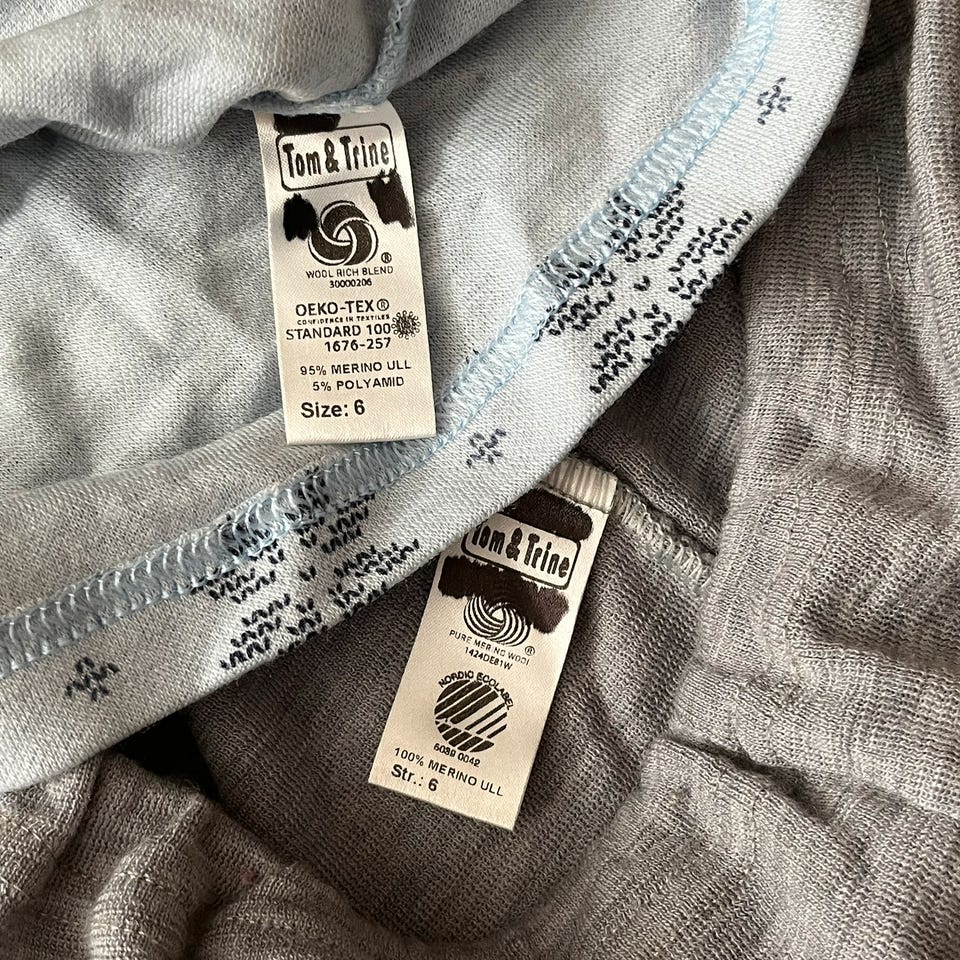 Tom & Trine
®
WOOL RICH BLEND
30000206
OEKO-TEX®
CONFIDENCE IN TEXTILES
STANDARD 100
1676-257
95% MERINO ULL
5% POLYAMID
Size: 6
Tom & Trine
®
PURE MERINO WOOL
1424DE81W
NORDIC ECOLABEL
6039 0042
100% MERINO ULL
Str.: 6